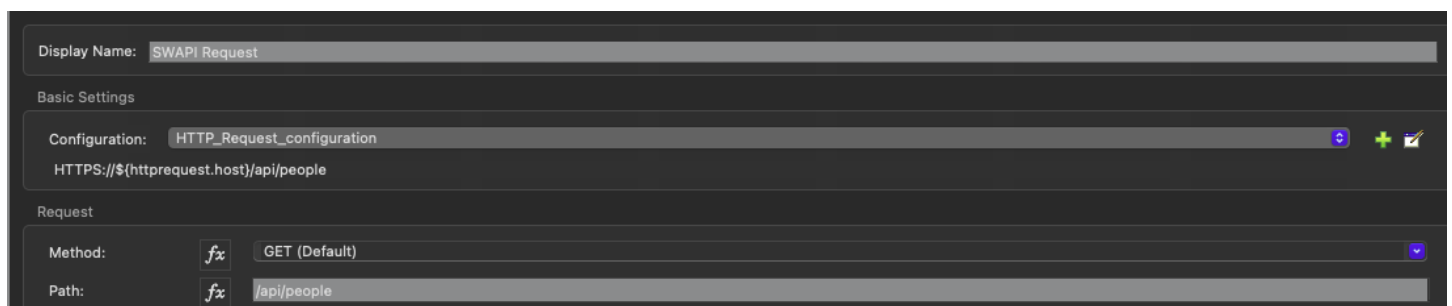 Display Name: SWAPI Request
Basic Settings
Configuration: HTTP_Request_configuration
HTTPS://${httprequest.host}/api/people
Request
Method: fx GET (Default)
Path: fx /api/people